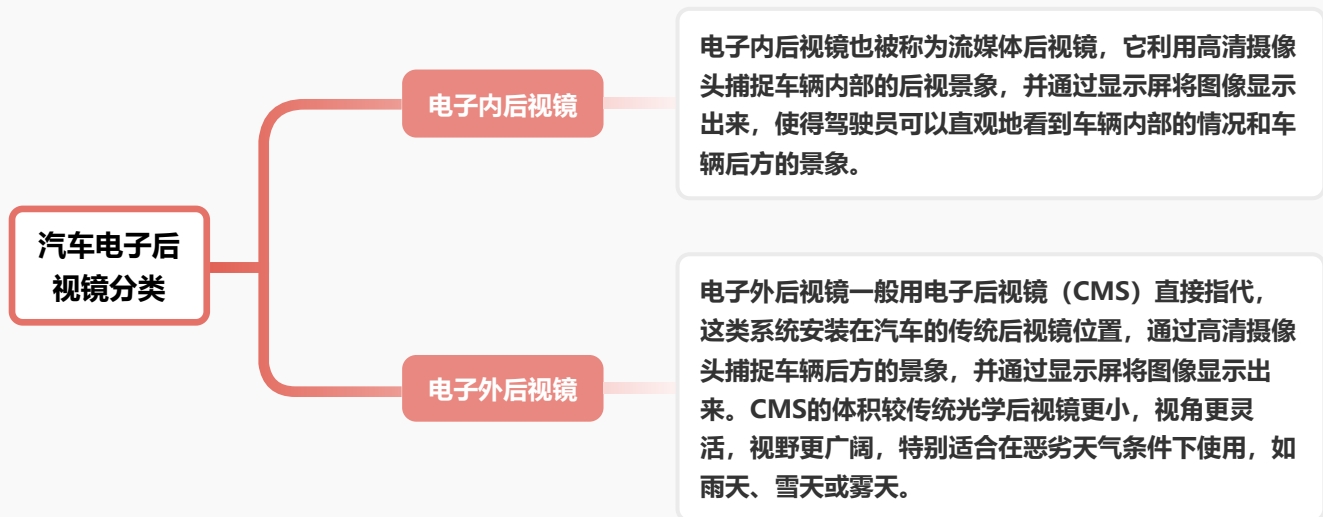 汽车电子后
视镜分类
电子内后视镜
电子内后视镜也被称为流媒体后视镜，它利用高清摄像
头捕捉车辆内部的后视景象，并通过显示屏将图像显示
出来，使得驾驶员可以直观地看到车辆内部的情况和车
辆后方的景象。
电子外后视镜
电子外后视镜一般用电子后视镜（CMS）直接指代，
这类系统安装在汽车的传统后视镜位置，通过高清摄像
头捕捉车辆后方的景象，并通过显示屏将图像显示出
来。CMS的体积较传统光学后视镜更小，视角更灵
活，视野更广阔，特别适合在恶劣天气条件下使用，如
雨天、雪天或雾天。